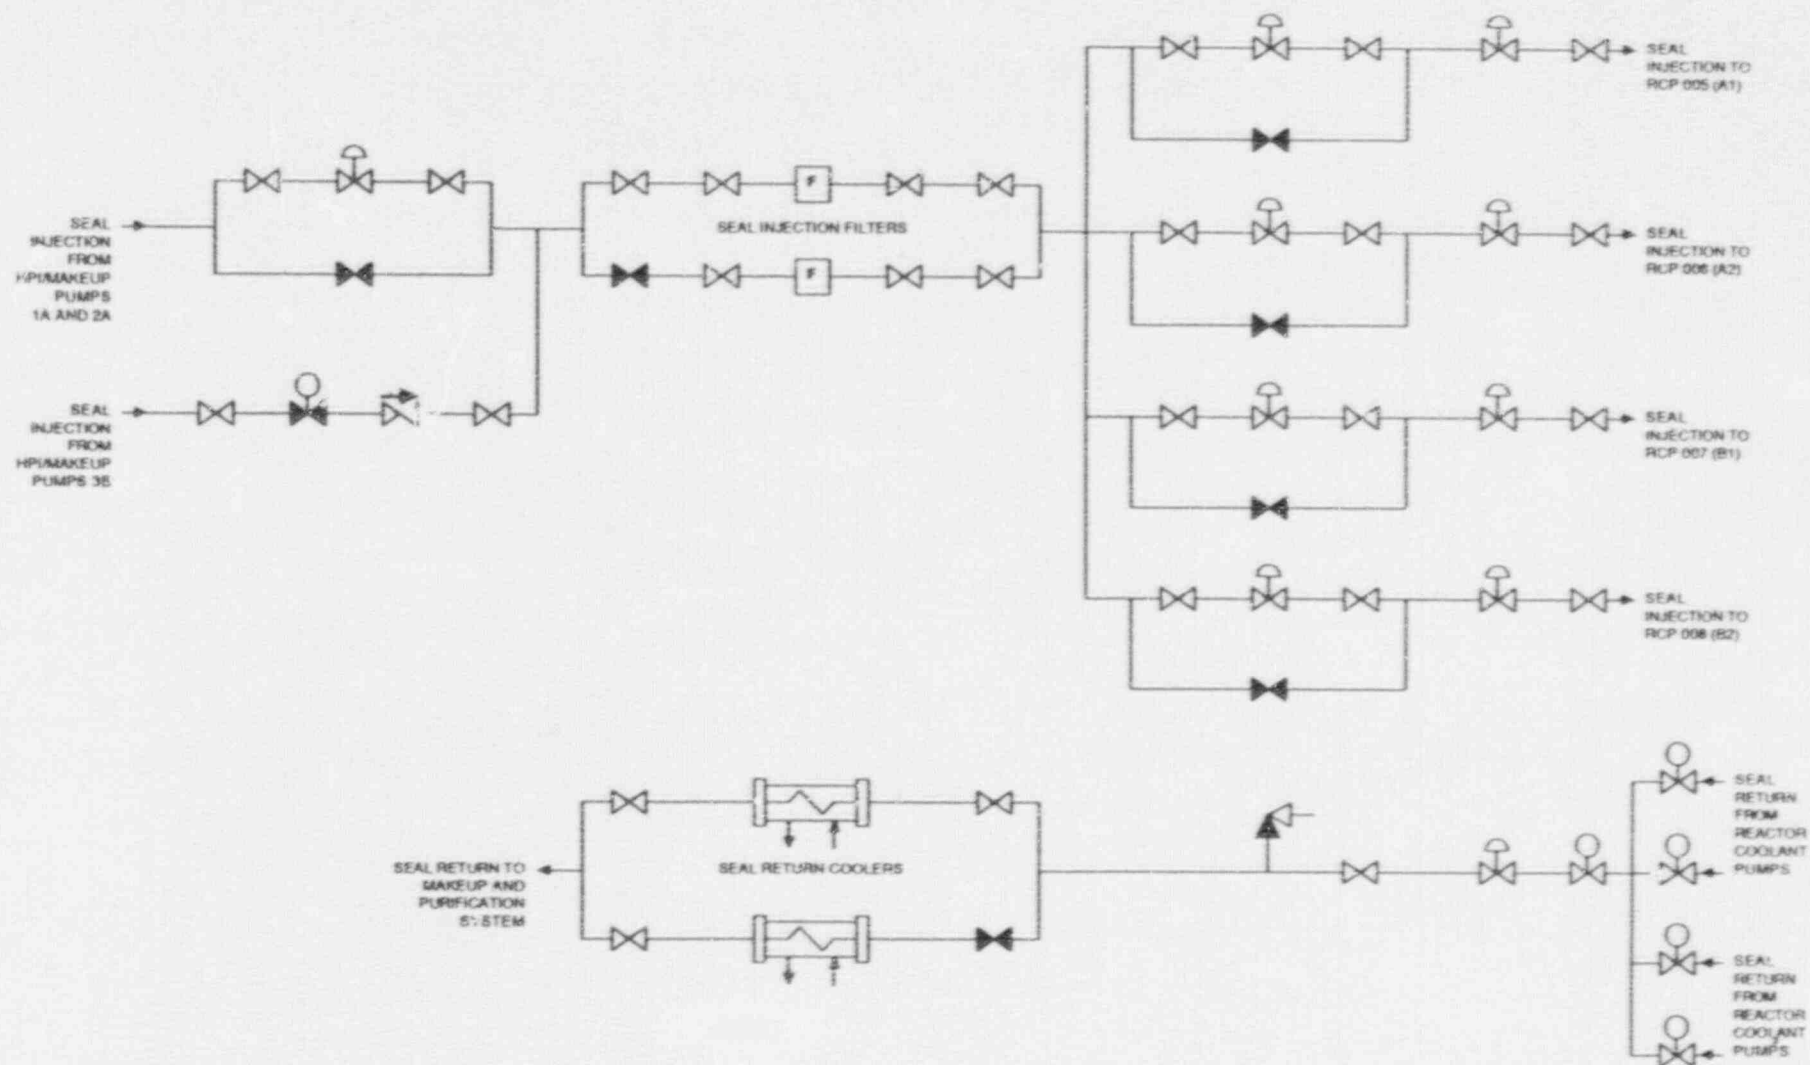 SEAL
INJECTION TO
RCP 005 (A1)
SEAL
INJECTION
FROM
HPI/MAKEUP
PUMPS
1A AND 2A
F
SEAL INJECTION FILTERS
F
SEAL
INJECTION TO
RCP 006 (A2)
SEAL
INJECTION
FROM
HPI/MAKEUP
PUMPS
SEAL
INJECTION TO
RCP 007 (B1)
SEAL
INJECTION TO
RCP 008 (B2)
SEAL
RETURN
FROM
REACTOR
COOLANT
PUMPS
SEAL RETURN TO
MAKEUP AND
PURIFICATION
SYSTEM
SEAL RETURN COOLERS
SEAL
RETURN
FROM
REACTOR
COOLANT
PUMPS